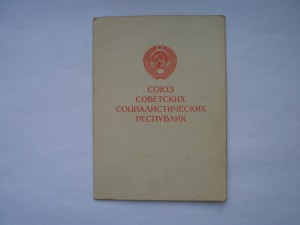 СОЮЗ
СОВЕТСКИХ
СОЦИАЛИСТИЧЕСКИХ
РЕСПУБЛИК